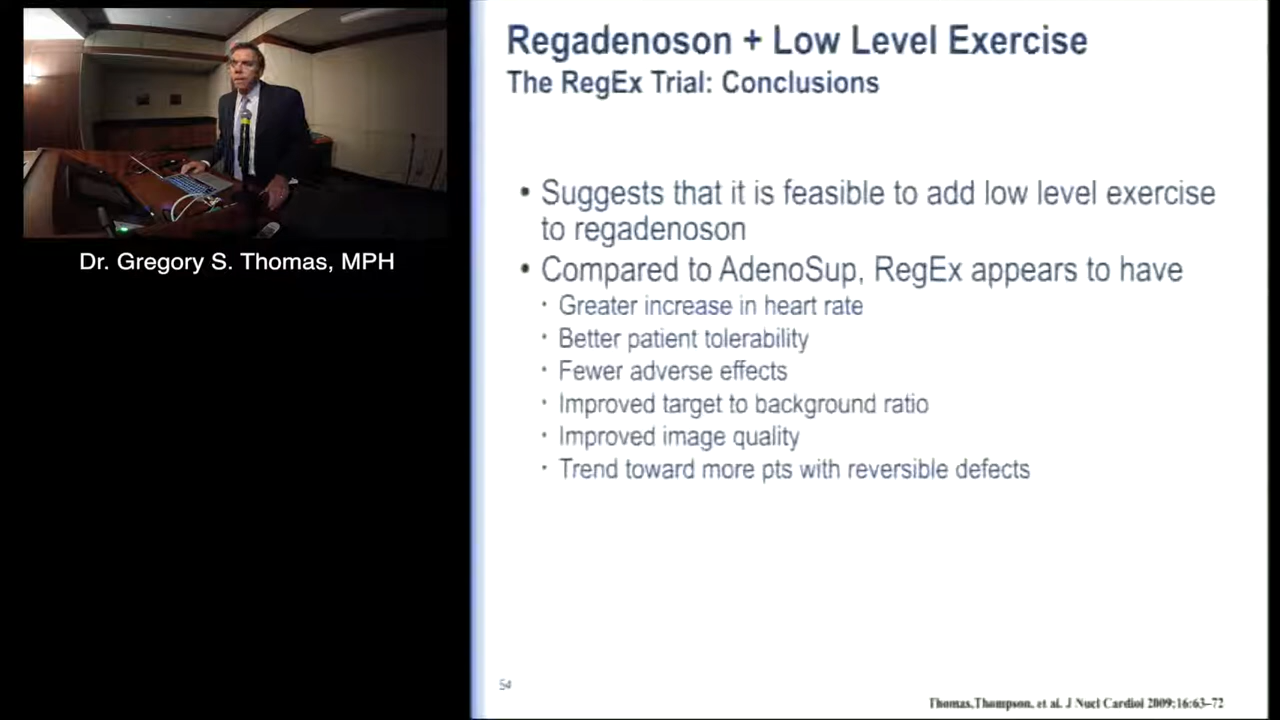 Regadenoson + Low Level Exercise
The RegEx Trial: Conclusions
• Suggests that it is feasible to add low level exercise
to regadenoson
• Compared to AdenoSup, RegEx appears to have
· Greater increase in heart rate
· Better patient tolerability
· Fewer adverse effects
· Improved target to background ratio
· Improved image quality
· Trend toward more pts with reversible defects
Dr. Gregory S. Thomas, MPH
54
Thomas,Thompson, et al. J Nucl Cardiol 2009;16:63–72